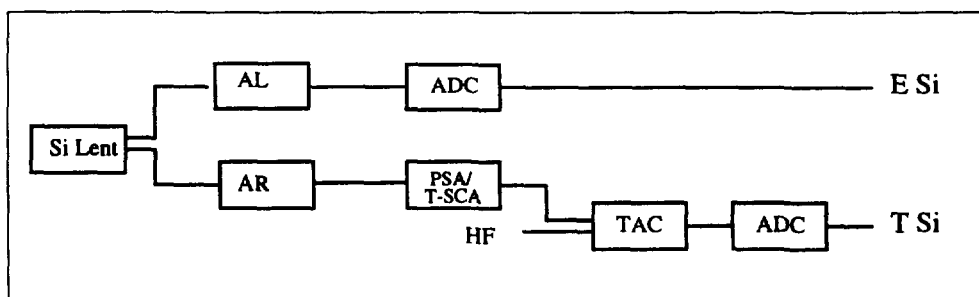 AL
ADC
E Si
Si Lent
AR
PSA/
T-SCA
HF
TAC
ADC
T Si